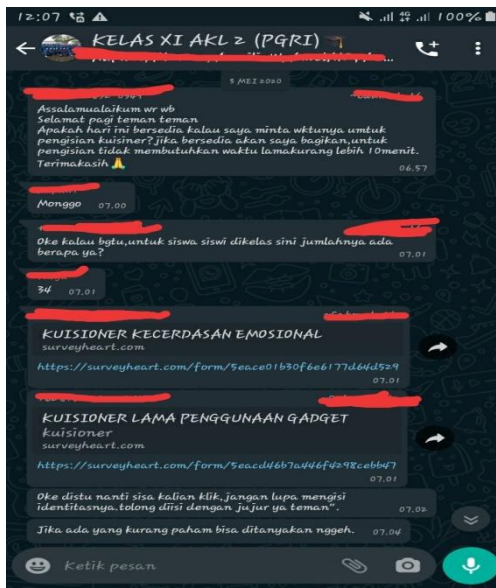 12:07
100%
KELAS XI AKL 2 (PGRI)
5 MEI 2020
Assalamualaikum wr wb
Selamat pagi teman teman
Apakah hari ini bersedia kalau saya minta wktunya umtuk
pengisian kuisiner?jika bersedia akan saya bagikan,untuk
pengisian tidak membutuhkan waktu lamakurang lebih 10menit.
Terimakasih 🙏
06.57
Monggo 07.00
Oke kalau bgtu,untuk siswa siswi dikelas sini jumlahnya ada
berapa ya?
07.01
34 07.01
KUISIONER KECERDASAN EMOSIONAL
surveyheart.com
https://surveyheart.com/form/5eace01b30f6e6177d64d529
07.01
KUISIONER LAMA PENGGUNAAN GADGET
kuisioner
surveyheart.com
https://surveyheart.com/form/5eacd46b7a446f4298cebb47
07.01
Oke distu nanti sisa kalian klik,jangan lupa mengisi
identitasnya.tolong diisi dengan jujur ya teman".
07.02
Jika ada yang kurang paham bisa ditanyakan nggeh. 07.04
Ketik pesan